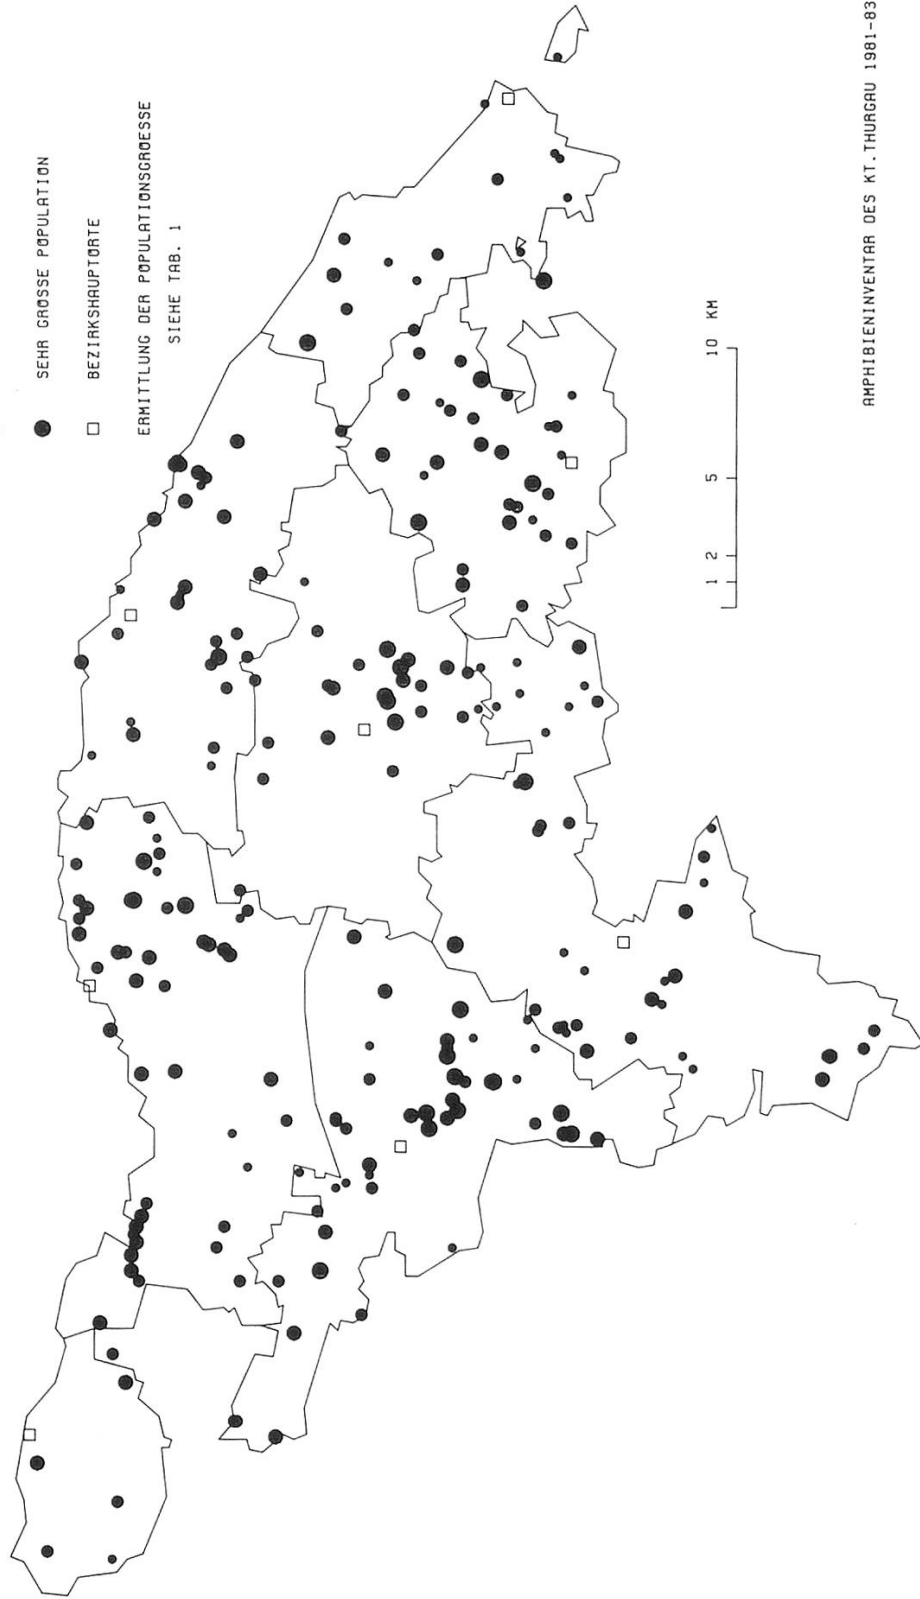 SEHR GROSSE POPULATION
BEZIRKSHAUPTORTE
ERMITTLUNG DER POPULATIONSGROESSE
SIEHE TAB. 1
1 2 5 10 KM
AMPHIBIENINVENTAR DES KT.THURGAU 1981-83